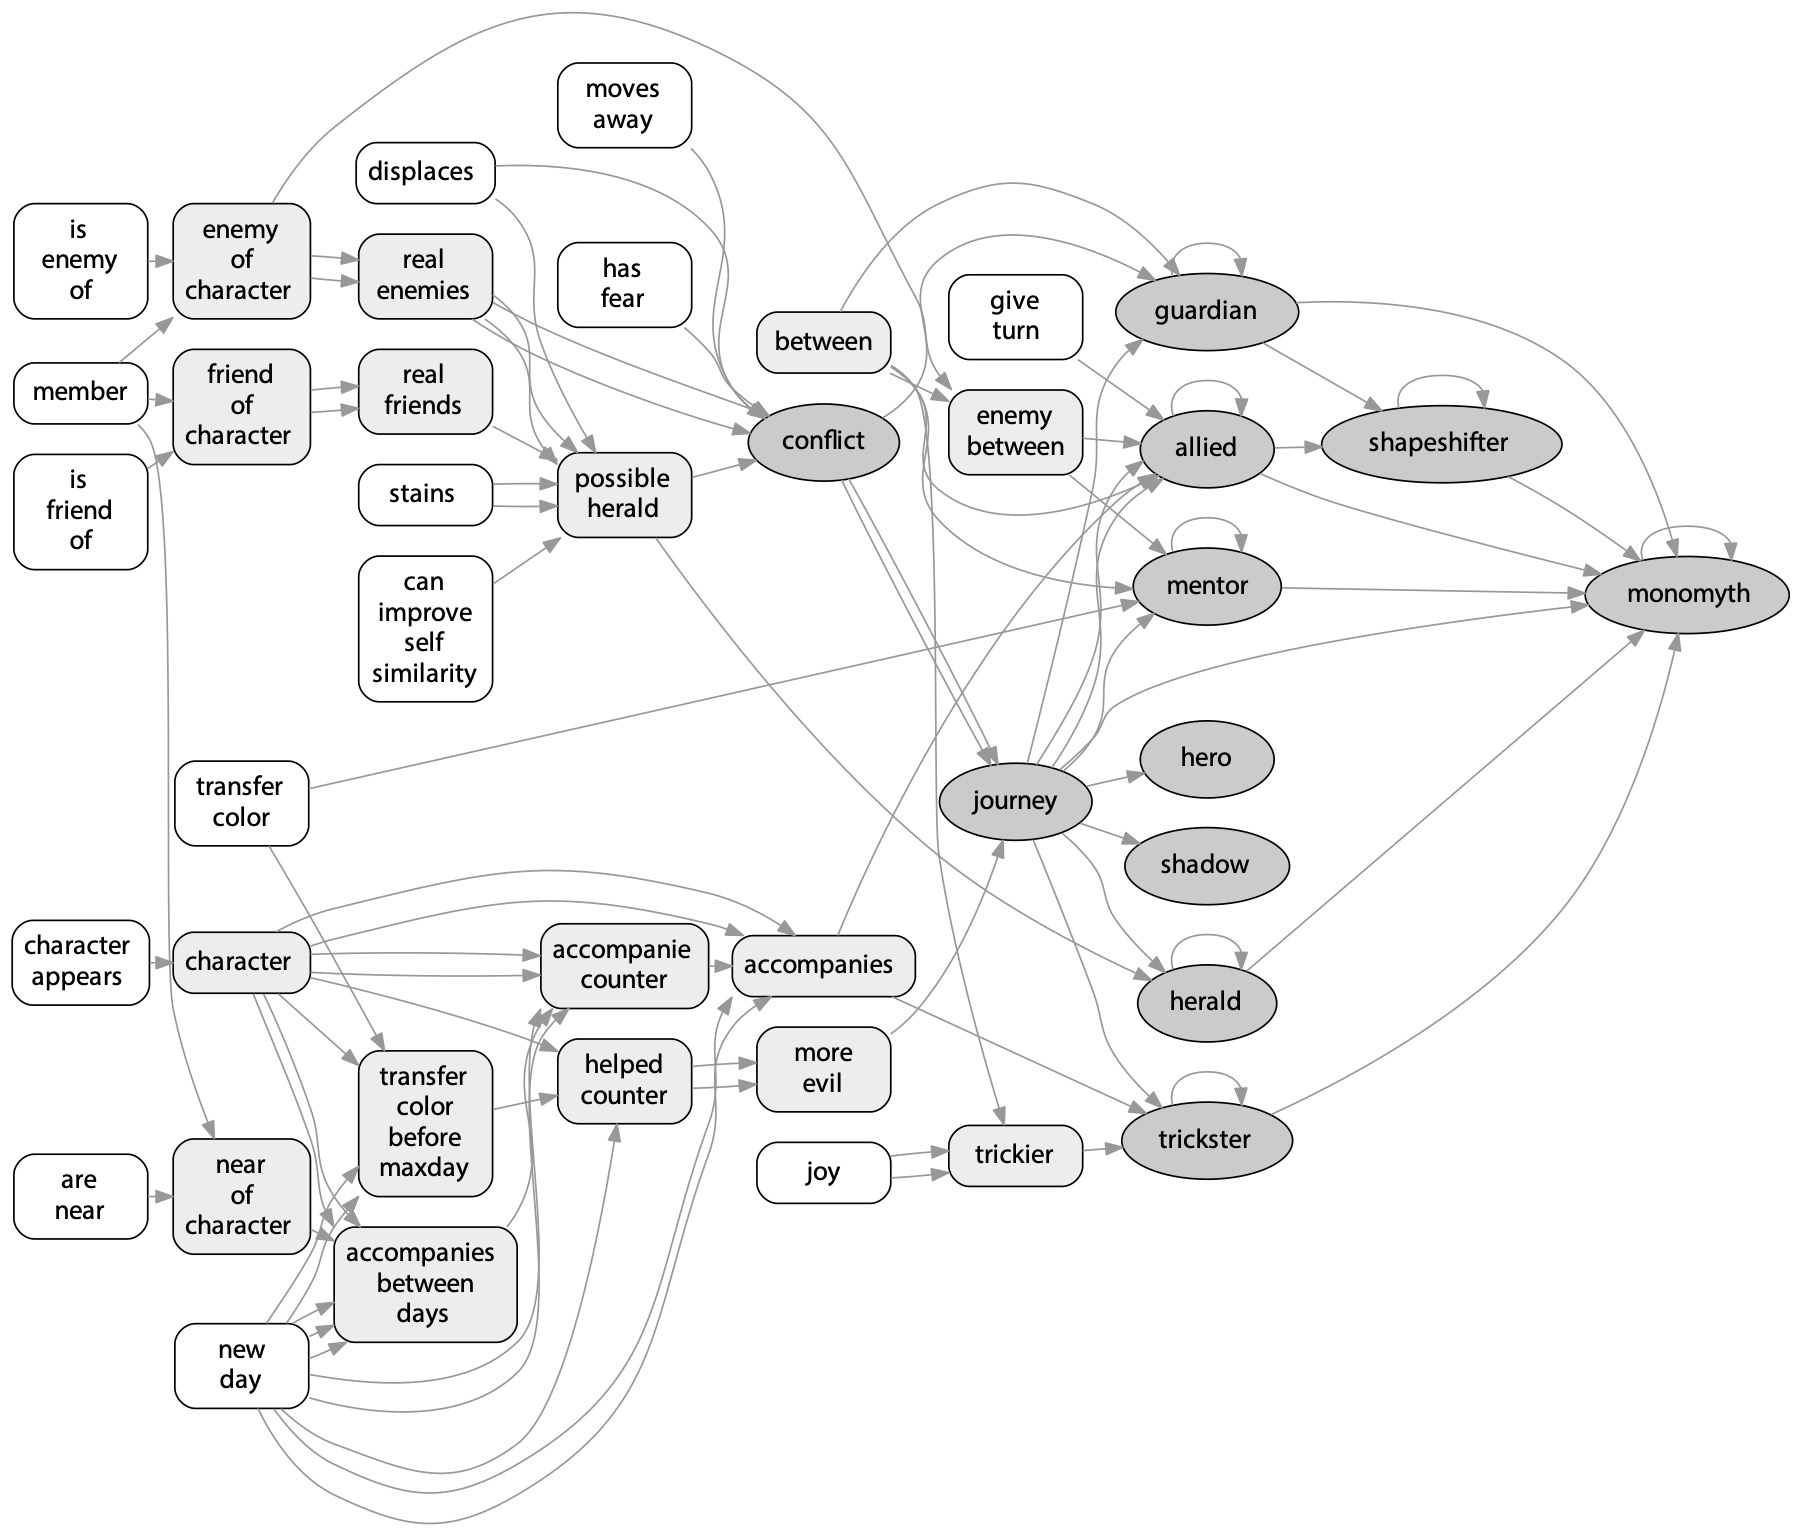 moves
away
displaces
is
enemy
of
enemy
of
character
real
enemies
has
fear
between
give
turn
guardian
member
friend
of
character
real
friends
conflict
enemy
between
allied
shapeshifter
is
friend
of
stains
possible
herald
can
improve
self
similarity
mentor
monomyth
transfer
color
journey
hero
shadow
character
appears
character
accompanie
counter
accompanies
herald
transfer
color
before
maxday
helped
counter
more
evil
are
near
near
of
character
joy
trickier
trickster
accompanies
between
days
new
day